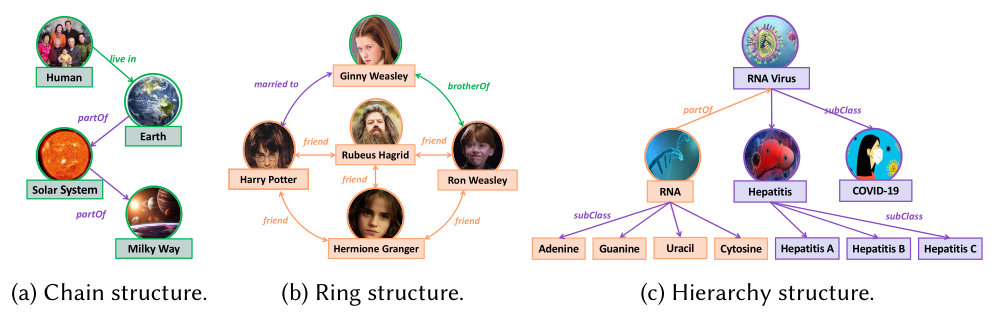 Human
live in
Earth
partOf
Solar System
partOf
Milky Way
(a) Chain structure.
Ginny Weasley
married to
brotherOf
friend
Rubeus Hagrid
friend
Harry Potter
friend
Ron Weasley
friend
friend
Hermione Granger
(b) Ring structure.
RNA Virus
partOf
subClass
RNA
Hepatitis
COVID-19
subClass
subClass
Adenine
Guanine
Uracil
Cytosine
Hepatitis A
Hepatitis B
Hepatitis C
(c) Hierarchy structure.